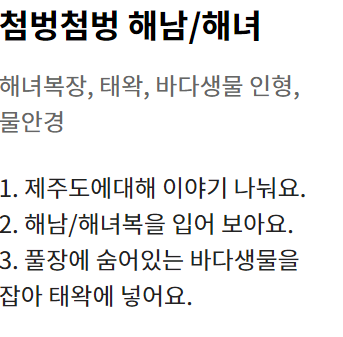 첨벙첨벙 해남/해녀
해녀복장, 태왁, 바다생물 인형,
물안경
1. 제주도에대해 이야기 나눠요.
2. 해남/해녀복을 입어 보아요.
3. 풀장에 숨어있는 바다생물을
잡아 태왁에 넣어요.